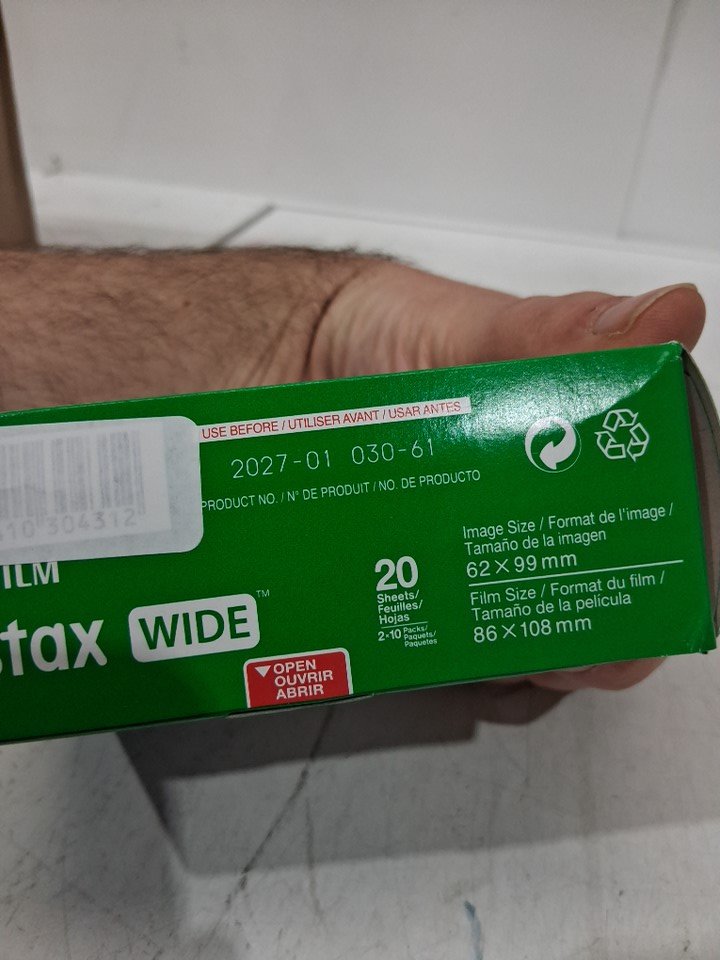 USE BEFORE / UTILISER AVANT / USAR ANTES
2027-01 030-61
PRODUCT NO. / N° DE PRODUIT / NO. DE PRODUCTO
10 304312
FILM
stax WIDE™
OPEN
OUVRIR
ABRIR
20
Sheets/
Feuilles/
Hojas
2×10 Packs/
Paquets/
Paquetes
Image Size / Format de l'image /
Tamaño de la imagen
62×99mm
Film Size / Format du film /
Tamaño de la película
86×108mm